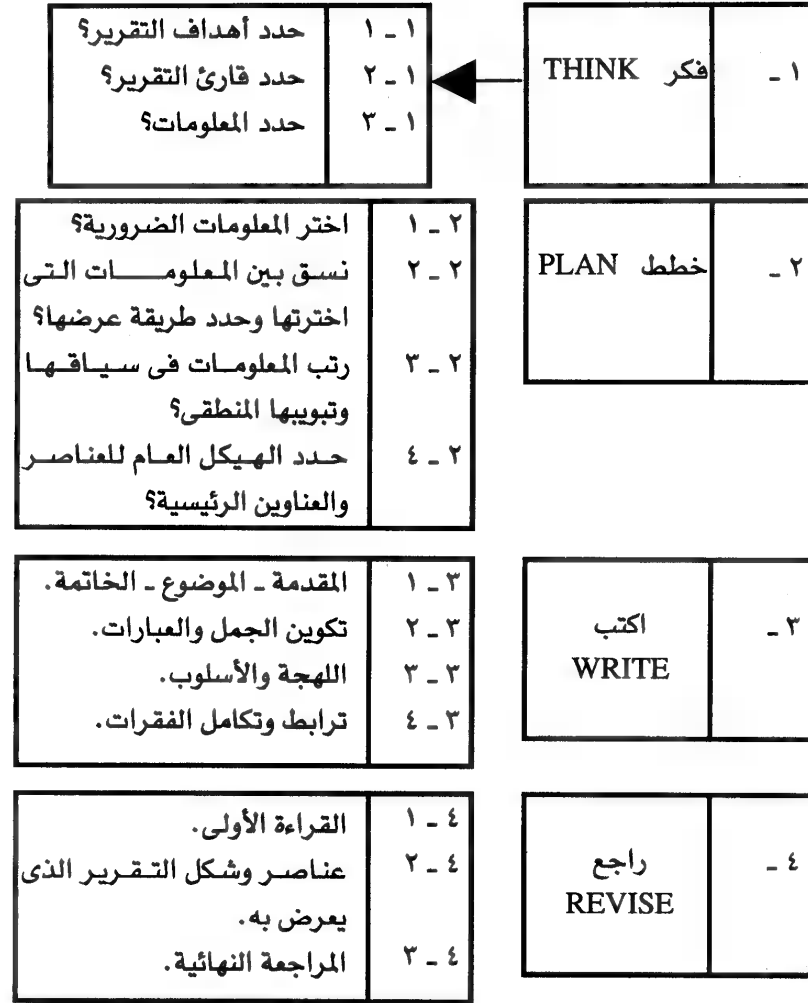 ١ ـ فكر THINK
١ ـ ١ حدد أهداف التقرير؟
١ ـ ٢ حدد قارئ التقرير؟
١ ـ ٣ حدد المعلومات؟
٢ ـ خطط PLAN
٢ ـ ١ اختر المعلومات الضرورية؟
٢ ـ ٢ نسق بين المعلومات التى
اخترتها وحدد طريقة عرضها؟
٢ ـ ٣ رتب المعلومات فى سياقها
وتبويبها المنطقى؟
٢ ـ ٤ حدد الهيكل العام للعناصر
والعناوين الرئيسية؟
٣ ـ اكتب
WRITE
٣ ـ ١ المقدمة ـ الموضوع ـ الخاتمة.
٣ ـ ٢ تكوين الجمل والعبارات.
٣ ـ ٣ اللهجة والأسلوب.
٣ ـ ٤ ترابط وتكامل الفقرات.
٤ ـ راجع
REVISE
٤ ـ ١ القراءة الأولى.
٤ ـ ٢ عناصر وشكل التقرير الذى
يعرض به.
٤ ـ ٣ المراجعة النهائية.